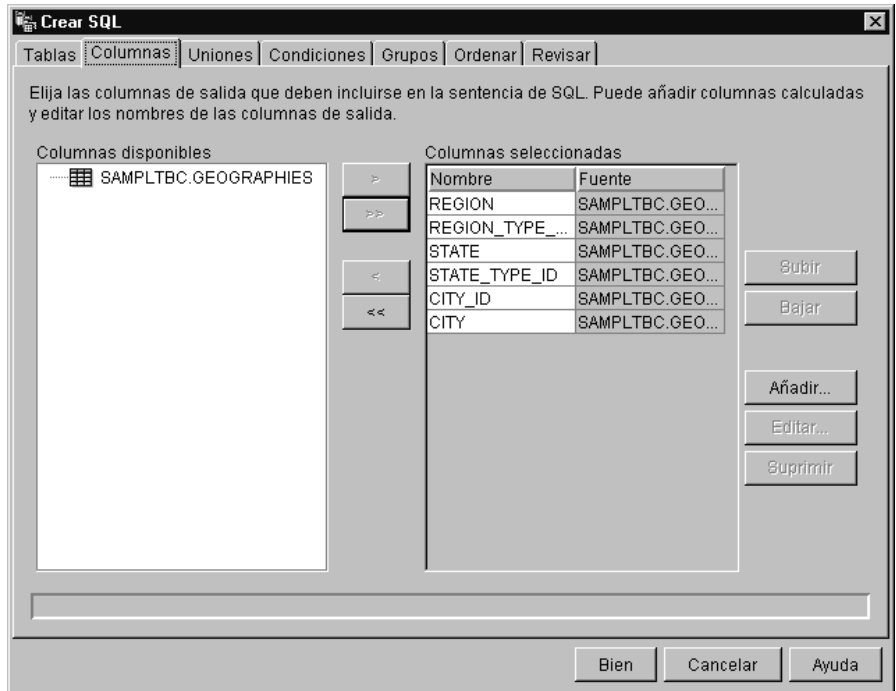 Crear SQL
Tablas Columnas Uniones Condiciones Grupos Ordenar Revisar
Elija las columnas de salida que deben incluirse en la sentencia de SQL. Puede añadir columnas calculadas
y editar los nombres de las columnas de salida.
Columnas disponibles
SAMPLTBC.GEOGRAPHIES
>
>>
<
<<
Columnas seleccionadas
Nombre Fuente
REGION SAMPLTBC.GEO...
REGION_TYPE_... SAMPLTBC.GEO...
STATE SAMPLTBC.GEO...
STATE_TYPE_ID SAMPLTBC.GEO...
CITY_ID SAMPLTBC.GEO...
CITY SAMPLTBC.GEO...
Subir
Bajar
Añadir...
Editar...
Suprimir
Bien Cancelar Ayuda